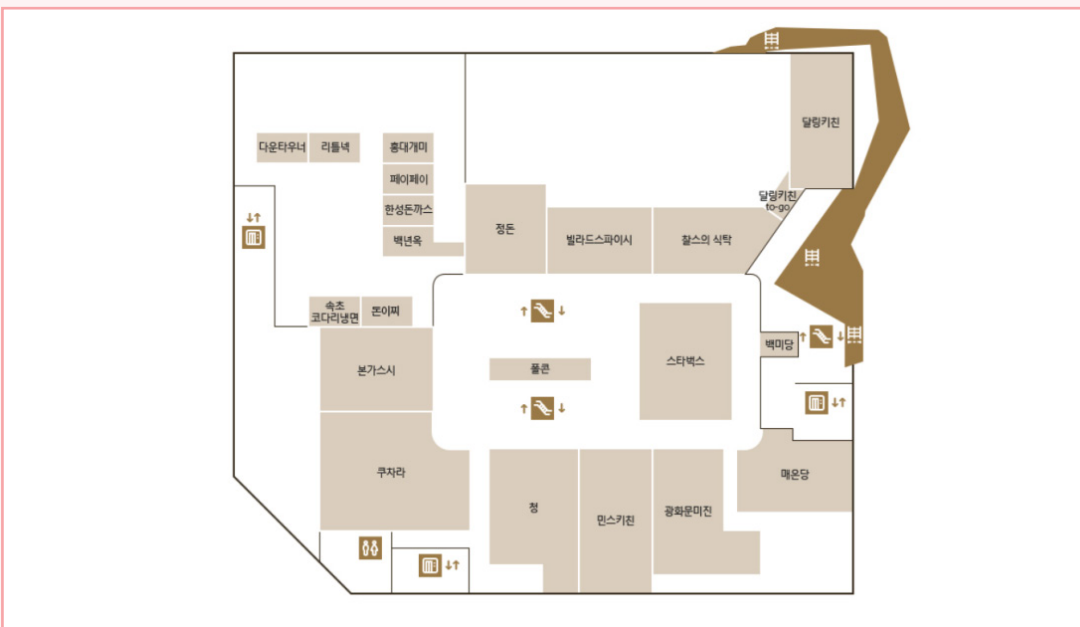 달링키친
다운타우너
리틀넥
홍대개미
페이페이
한성돈까스
백년옥
달링키친
to-go
정돈
빌라드스파이시
찰스의 식탁
속초
코다리냉면
돈이찌
백미당
본가스시
폴콘
스타벅스
쿠차라
매온당
청
민스키친
광화문미진